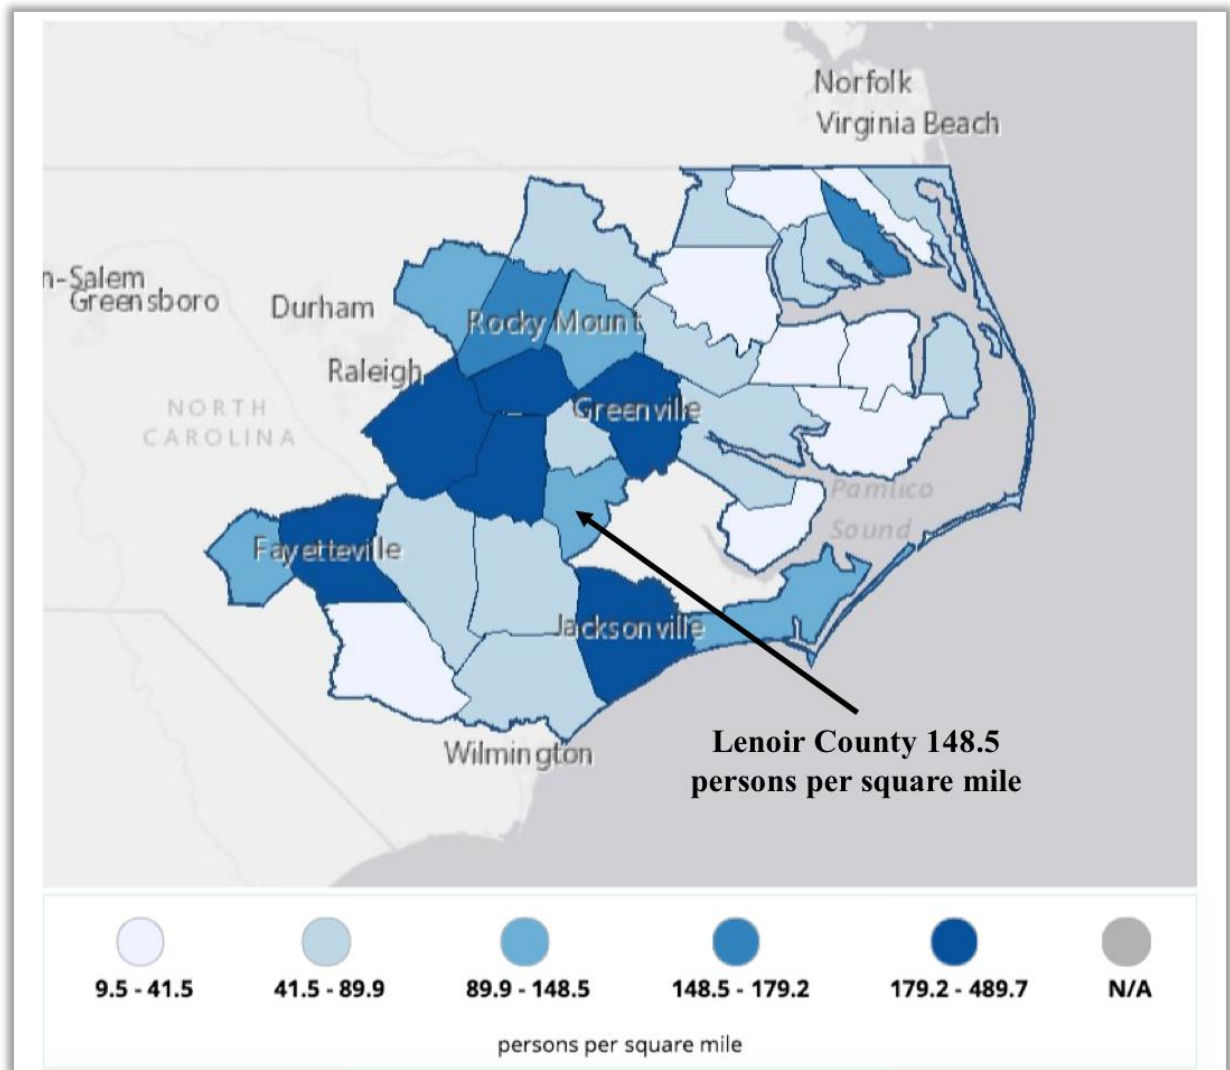 Norfolk
Virginia Beach
n-Salem
Greensboro
Durham
Rocky Mount
Raleigh
NORTH
CAROLINA
Greenville
Pamlico
Sound
Fayetteville
Jacksonville
Wilmington
Lenoir County 148.5
persons per square mile
9.5 - 41.5
41.5 - 89.9
89.9 - 148.5
148.5 - 179.2
179.2 - 489.7
N/A
persons per square mile